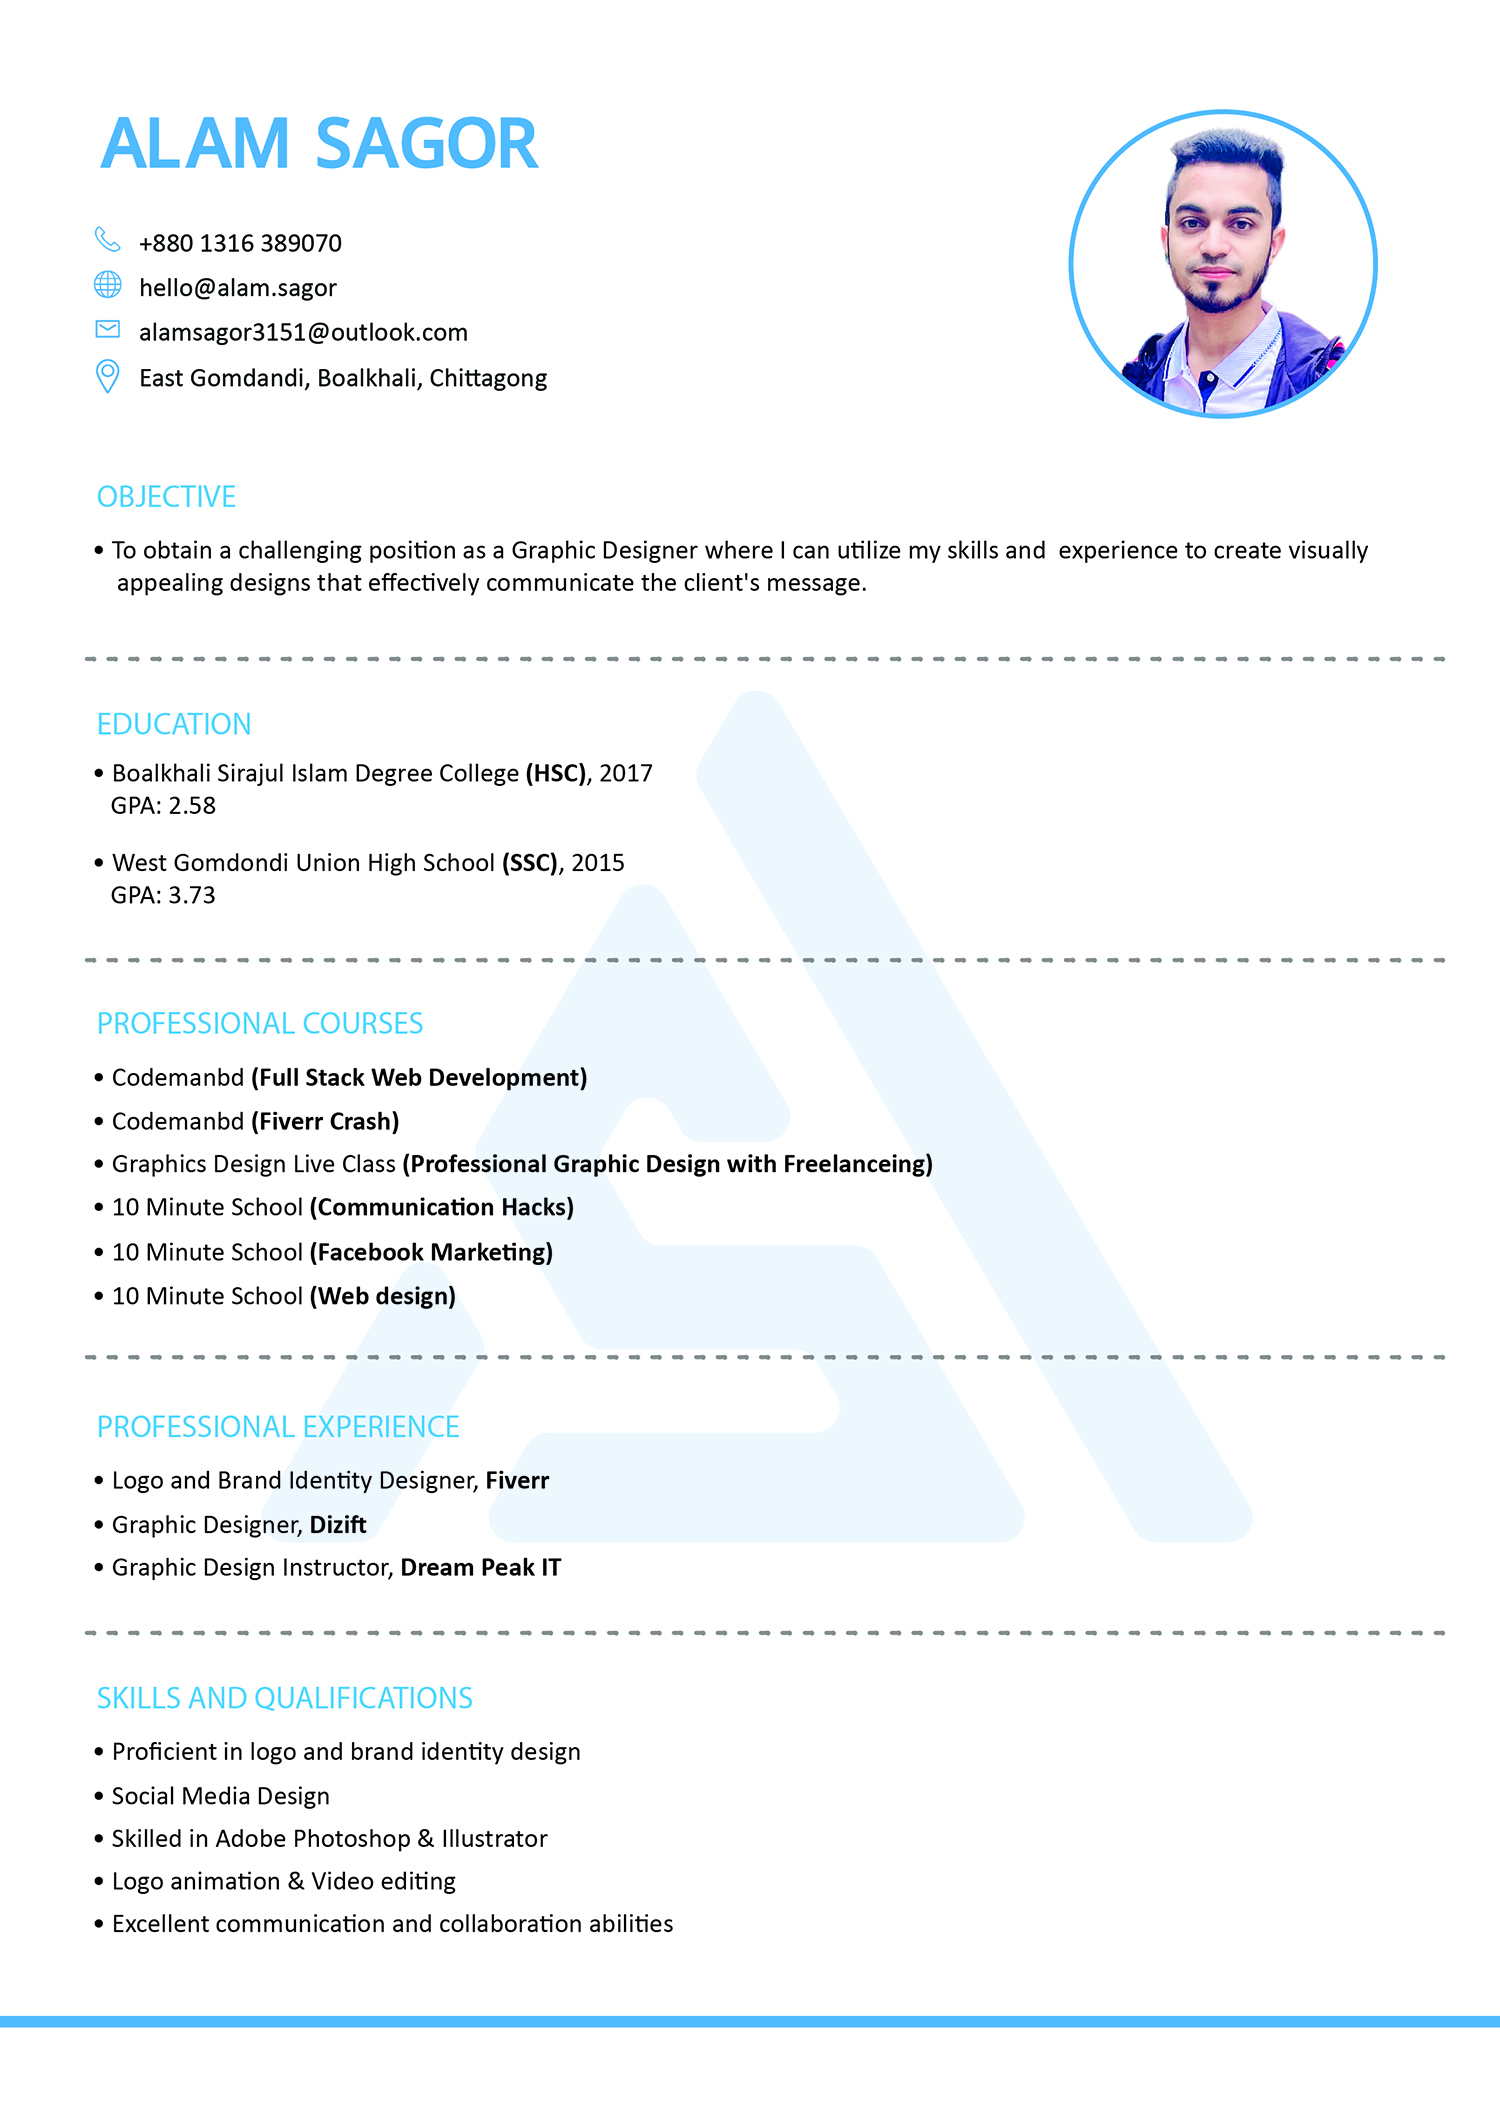 ALAM SAGOR
+880 1316 389070
hello@alam.sagor
alamsagor3151@outlook.com
East Gomdandi, Boalkhali, Chittagong
OBJECTIVE
• To obtain a challenging position as a Graphic Designer where I can utilize my skills and  experience to create visually
appealing designs that effectively communicate the client's message.
EDUCATION
• Boalkhali Sirajul Islam Degree College (HSC), 2017
GPA: 2.58
• West Gomdondi Union High School (SSC), 2015
GPA: 3.73
PROFESSIONAL COURSES
• Codemanbd (Full Stack Web Development)
• Codemanbd (Fiverr Crash)
• Graphics Design Live Class (Professional Graphic Design with Freelanceing)
• 10 Minute School (Communication Hacks)
• 10 Minute School (Facebook Marketing)
• 10 Minute School (Web design)
PROFESSIONAL EXPERIENCE
• Logo and Brand Identity Designer, Fiverr
• Graphic Designer, Dizift
• Graphic Design Instructor, Dream Peak IT
SKILLS AND QUALIFICATIONS
• Proficient in logo and brand identity design
• Social Media Design
• Skilled in Adobe Photoshop & Illustrator
• Logo animation & Video editing
• Excellent communication and collaboration abilities